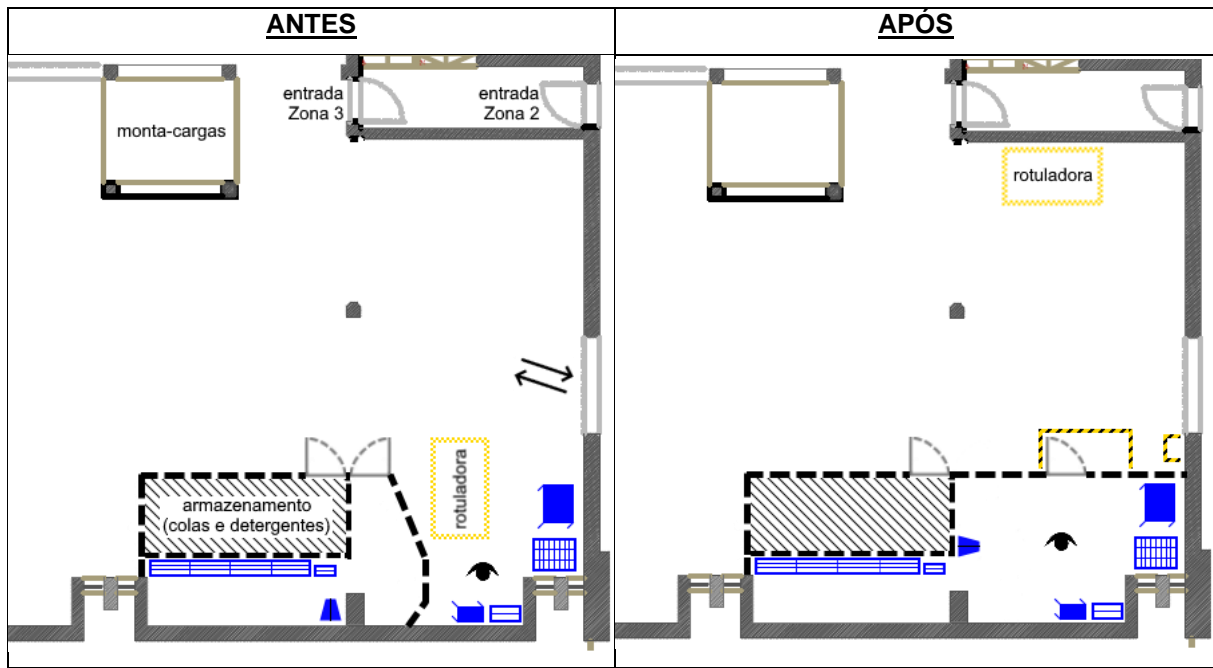 ANTES
APÓS
entrada
Zona 3
entrada
Zona 2
monta-cargas
rotuladora
rotuladora
armazenamento
(colas e detergentes)